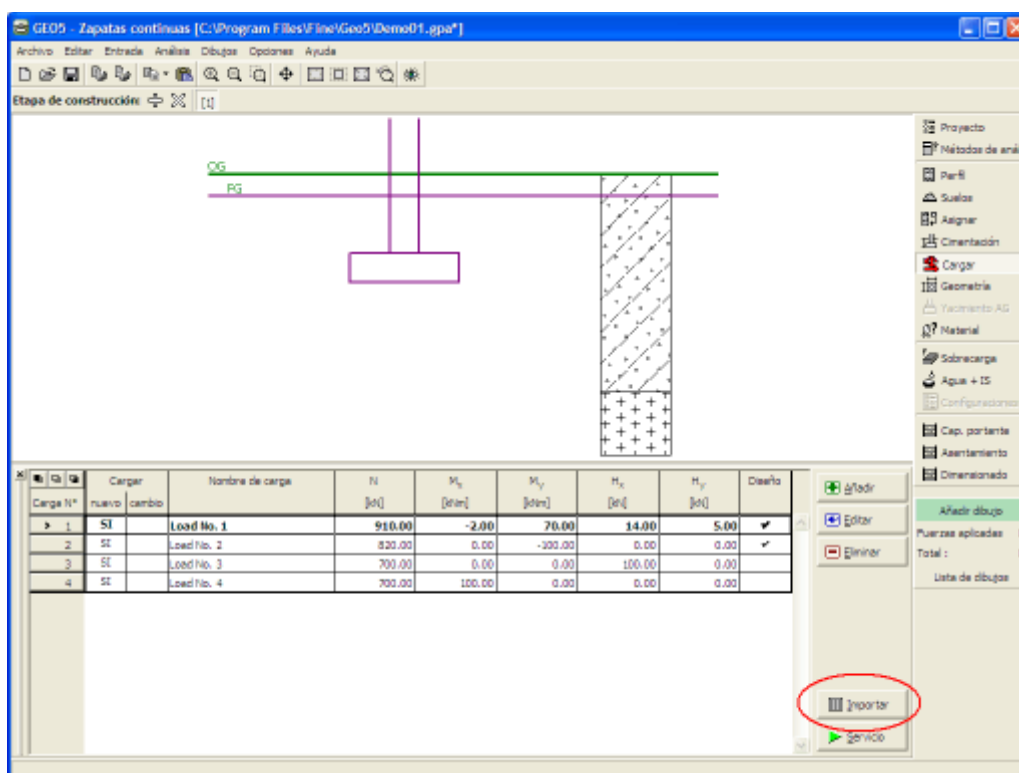 GEO5 - Zapatas continuas [C:\Program Files\Fine\Geo5\Demo01.gpa*]
Archivo Editar Entrada Análisis Dibujos Opciones Ayuda
Etapa de construcción: [1]
OG
FG
Proyecto
Métodos de aná
Perfil
Suelos
Asignar
Cimentación
Cargar
Geometría
Yacimiento AG
Material
Sobrecarga
Agua + IS
Configuraciones
Cap. portante
Asentamiento
Dimensionado
Añadir dibujo
Fuerzas aplicadas
Total :
Lista de dibujos
Cargar Nombre de carga N Mx My Hx Hy Diseño
Carga N° nuevo cambio [kN] [kNm] [kNm] [kN] [kN]
> 1 SI Load No. 1 910.00 -2.00 70.00 14.00 5.00 ✔
2 SI Load No. 2 820.00 0.00 -100.00 0.00 0.00 ✔
3 SI Load No. 3 700.00 0.00 0.00 100.00 0.00
4 SI Load No. 4 700.00 100.00 0.00 0.00 0.00
Añadir
Editar
Eliminar
Importar
Servicio